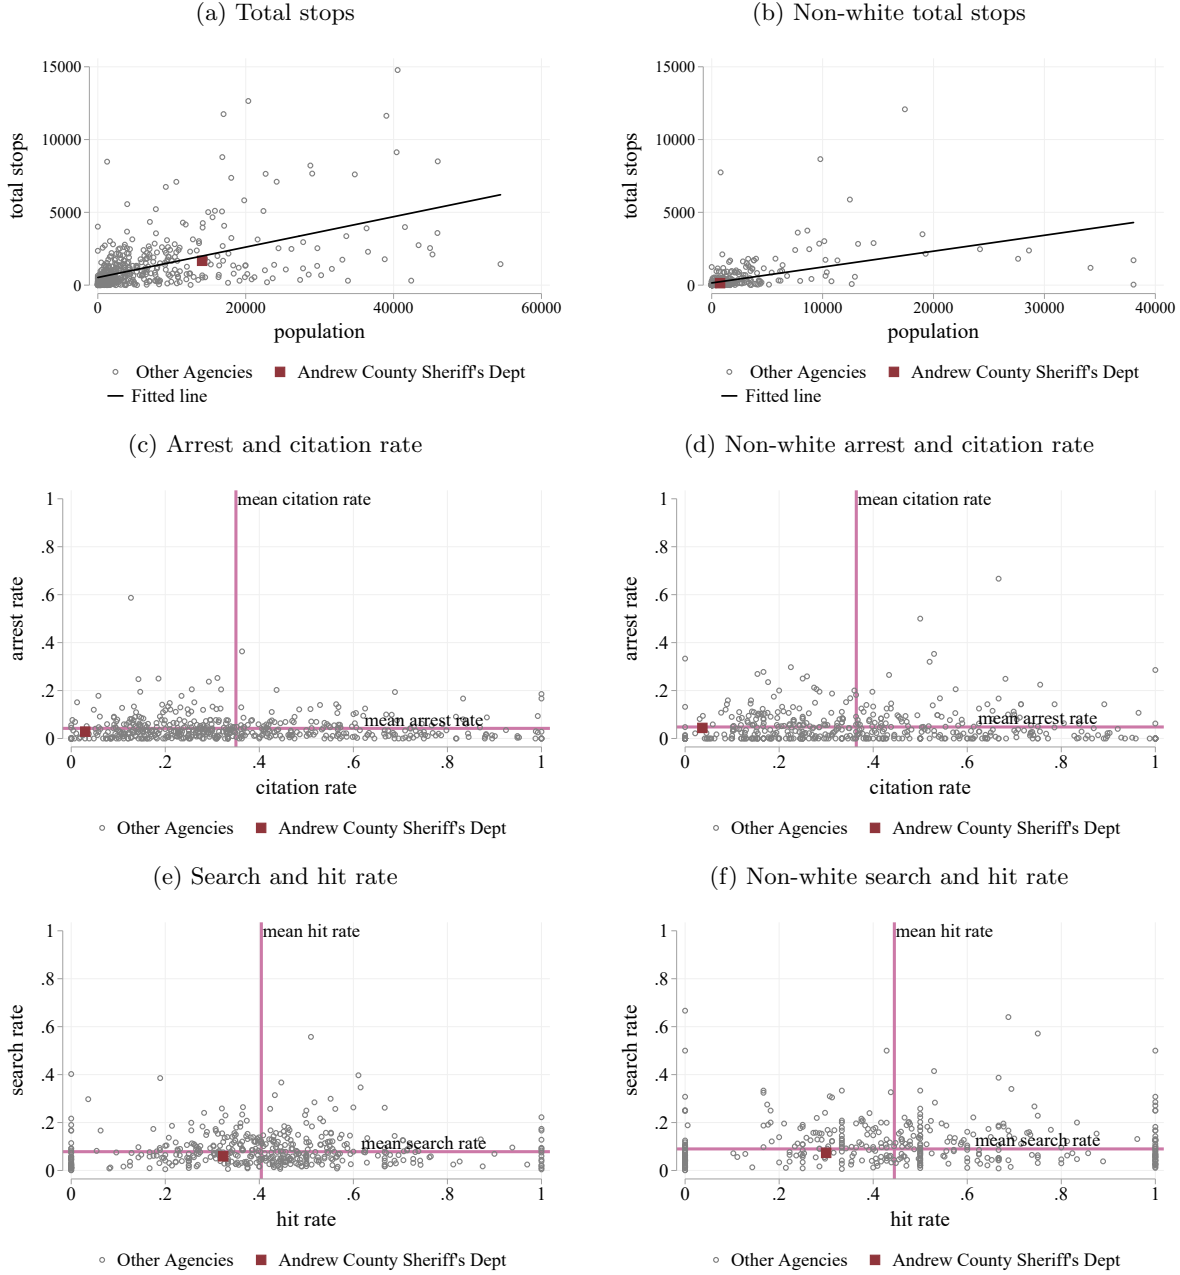 (a) Total stops
(b) Non-white total stops
15000
10000
5000
0
total stops
0 20000 40000 60000
population
Other Agencies Andrew County Sheriff's Dept
Fitted line
15000
10000
5000
0
total stops
0 10000 20000 30000 40000
population
Other Agencies Andrew County Sheriff's Dept
Fitted line
(c) Arrest and citation rate
(d) Non-white arrest and citation rate
1
.8
.6
.4
.2
0
arrest rate
mean citation rate
mean arrest rate
0 .2 .4 .6 .8 1
citation rate
Other Agencies Andrew County Sheriff's Dept
1
.8
.6
.4
.2
0
arrest rate
mean citation rate
mean arrest rate
0 .2 .4 .6 .8 1
citation rate
Other Agencies Andrew County Sheriff's Dept
(e) Search and hit rate
(f) Non-white search and hit rate
1
.8
.6
.4
.2
0
search rate
mean hit rate
mean search rate
0 .2 .4 .6 .8 1
hit rate
Other Agencies Andrew County Sheriff's Dept
1
.8
.6
.4
.2
0
search rate
mean hit rate
mean search rate
0 .2 .4 .6 .8 1
hit rate
Other Agencies Andrew County Sheriff's Dept